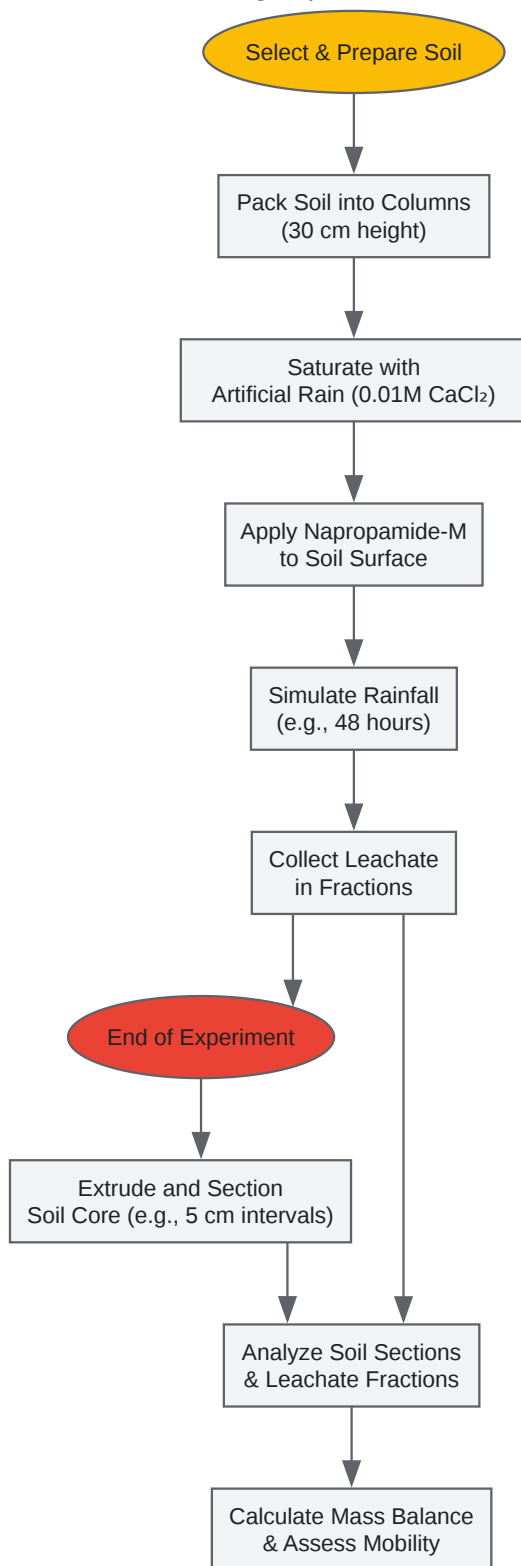 Select & Prepare Soil
Pack Soil into Columns
(30 cm height)
Saturate with
Artificial Rain (0.01M CaCl₂)
Apply Napropamide-M
to Soil Surface
Simulate Rainfall
(e.g., 48 hours)
Collect Leachate
in Fractions
End of Experiment
Extrude and Section
Soil Core (e.g., 5 cm intervals)
Analyze Soil Sections
& Leachate Fractions
Calculate Mass Balance
& Assess Mobility